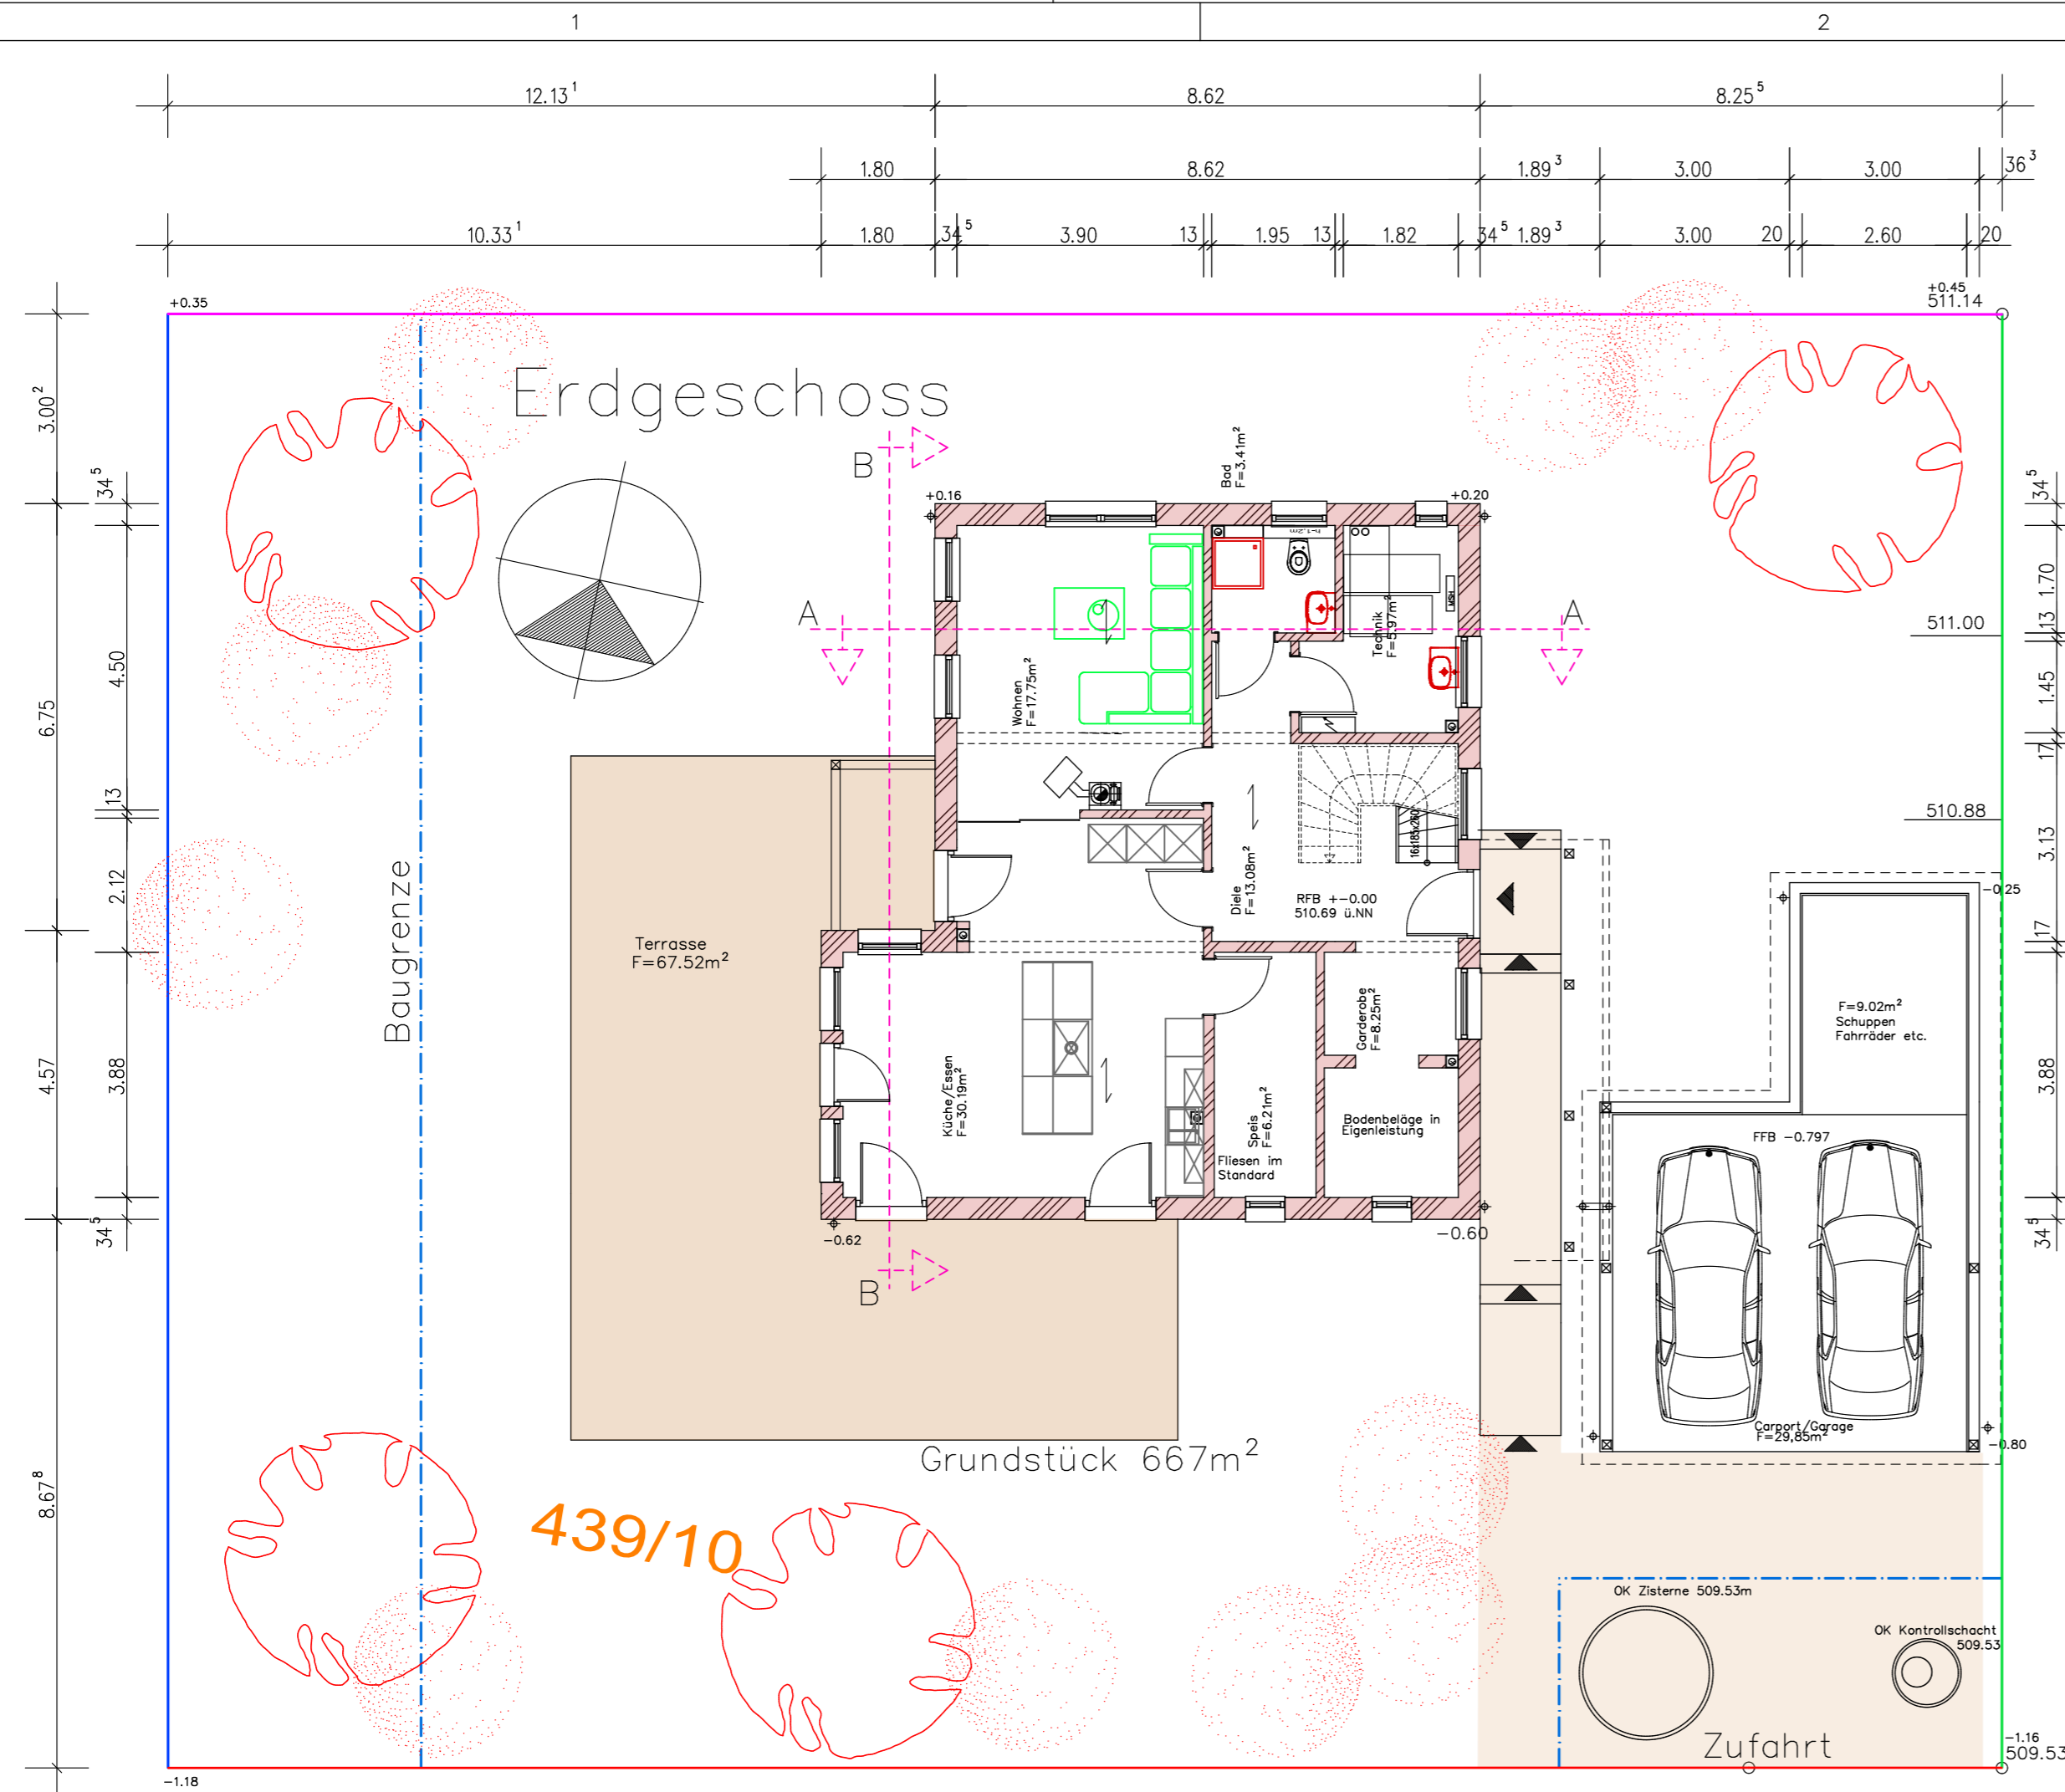 1
2
12.13¹
8.62
8.25⁵
1.80
8.62
1.89³
3.00
3.00
36³
10.33¹
1.80
34⁵
3.90
13
1.95
13
1.82
34⁵
1.89³
3.00
20
2.60
20
+0.35
+0.45
511.14
3.00²
Erdgeschoss
B
Bad
F=3.41m²
34⁵
34⁵
+0.16
+0.20
A
A
1.70
13
511.00
Technik
F=5.97m²
MSH
4.50
6.75
Wohnen
F=17.75m²
1.45
17
13
510.88
16x185x260
3.13
2.12
Baugrenze
Diele
F=13.08m²
RFB +-0.00
510.69 ü.NN
-0.25
Terrasse
F=67.52m²
17
F=9.02m²
Schuppen
Fahrräder etc.
Garderobe
F=8.25m²
4.57
3.88
3.88
Küche/Essen
F=30.19m²
Speis
F=6.21m²
Bodenbeläge in
Eigenleistung
FFB -0.797
Fliesen im
Standard
34⁵
34⁵
-0.62
-0.60
B
Carport/Garage
F=29,85m²
-0.80
Grundstück 667m²
8.67⁸
439/10
OK Zisterne 509.53m
OK Kontrollschacht
509.53
Zufahrt
-1.16
509.53
-1.18